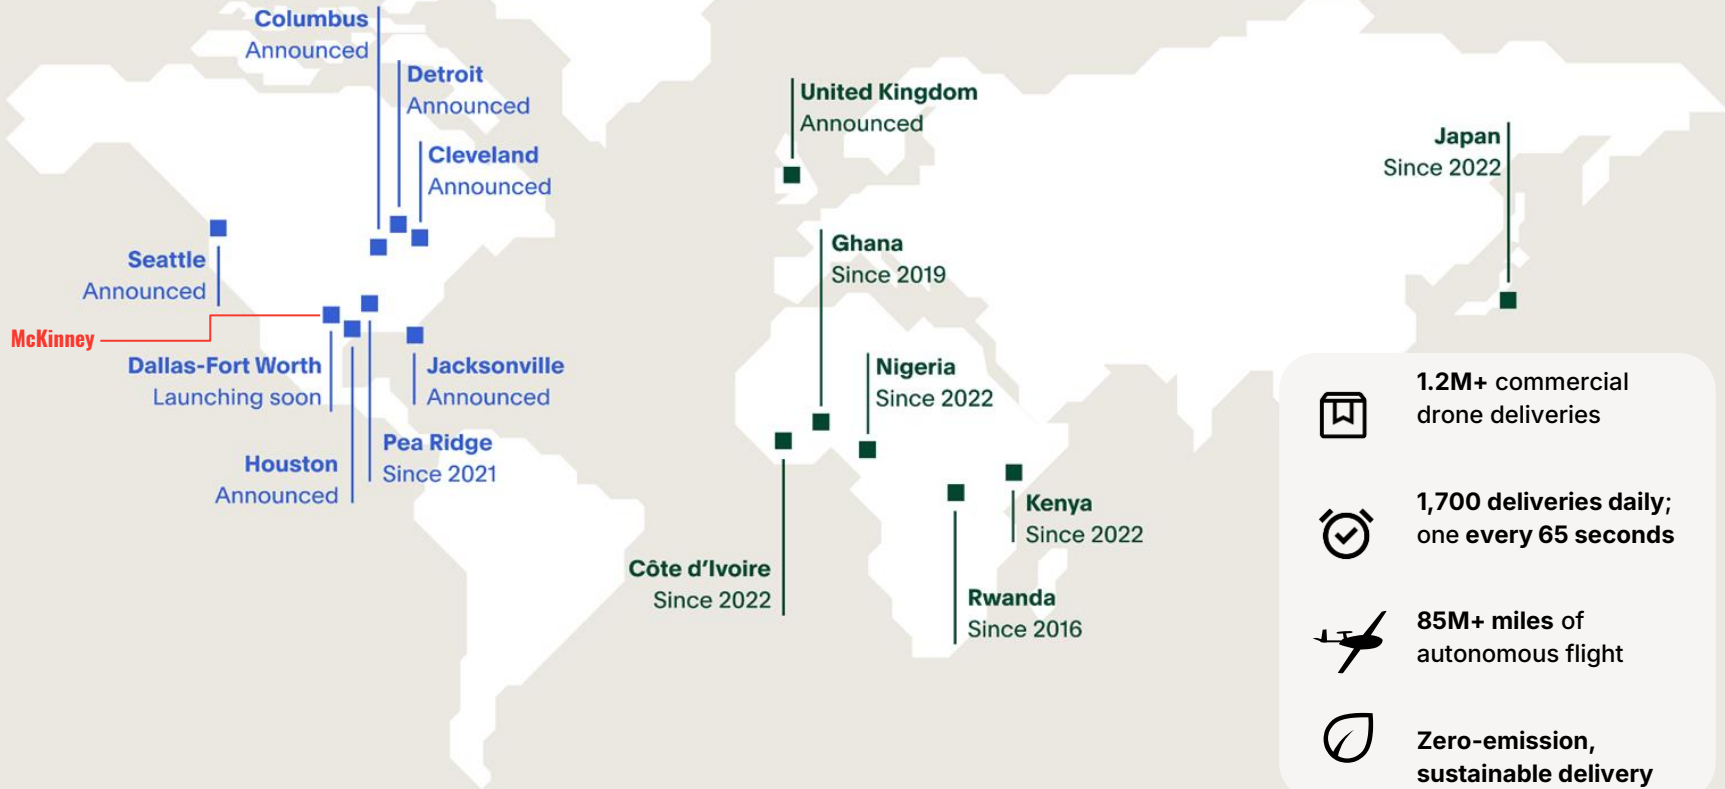 Columbus
Announced
Detroit
Announced
Cleveland
Announced
Seattle
Announced
McKinney
Dallas-Fort Worth
Launching soon
Jacksonville
Announced
Houston
Announced
Pea Ridge
Since 2021
United Kingdom
Announced
Ghana
Since 2019
Nigeria
Since 2022
Côte d’Ivoire
Since 2022
Kenya
Since 2022
Rwanda
Since 2016
Japan
Since 2022
1.2M+ commercial
drone deliveries
1,700 deliveries daily;
one every 65 seconds
85M+ miles of
autonomous flight
Zero-emission,
sustainable delivery